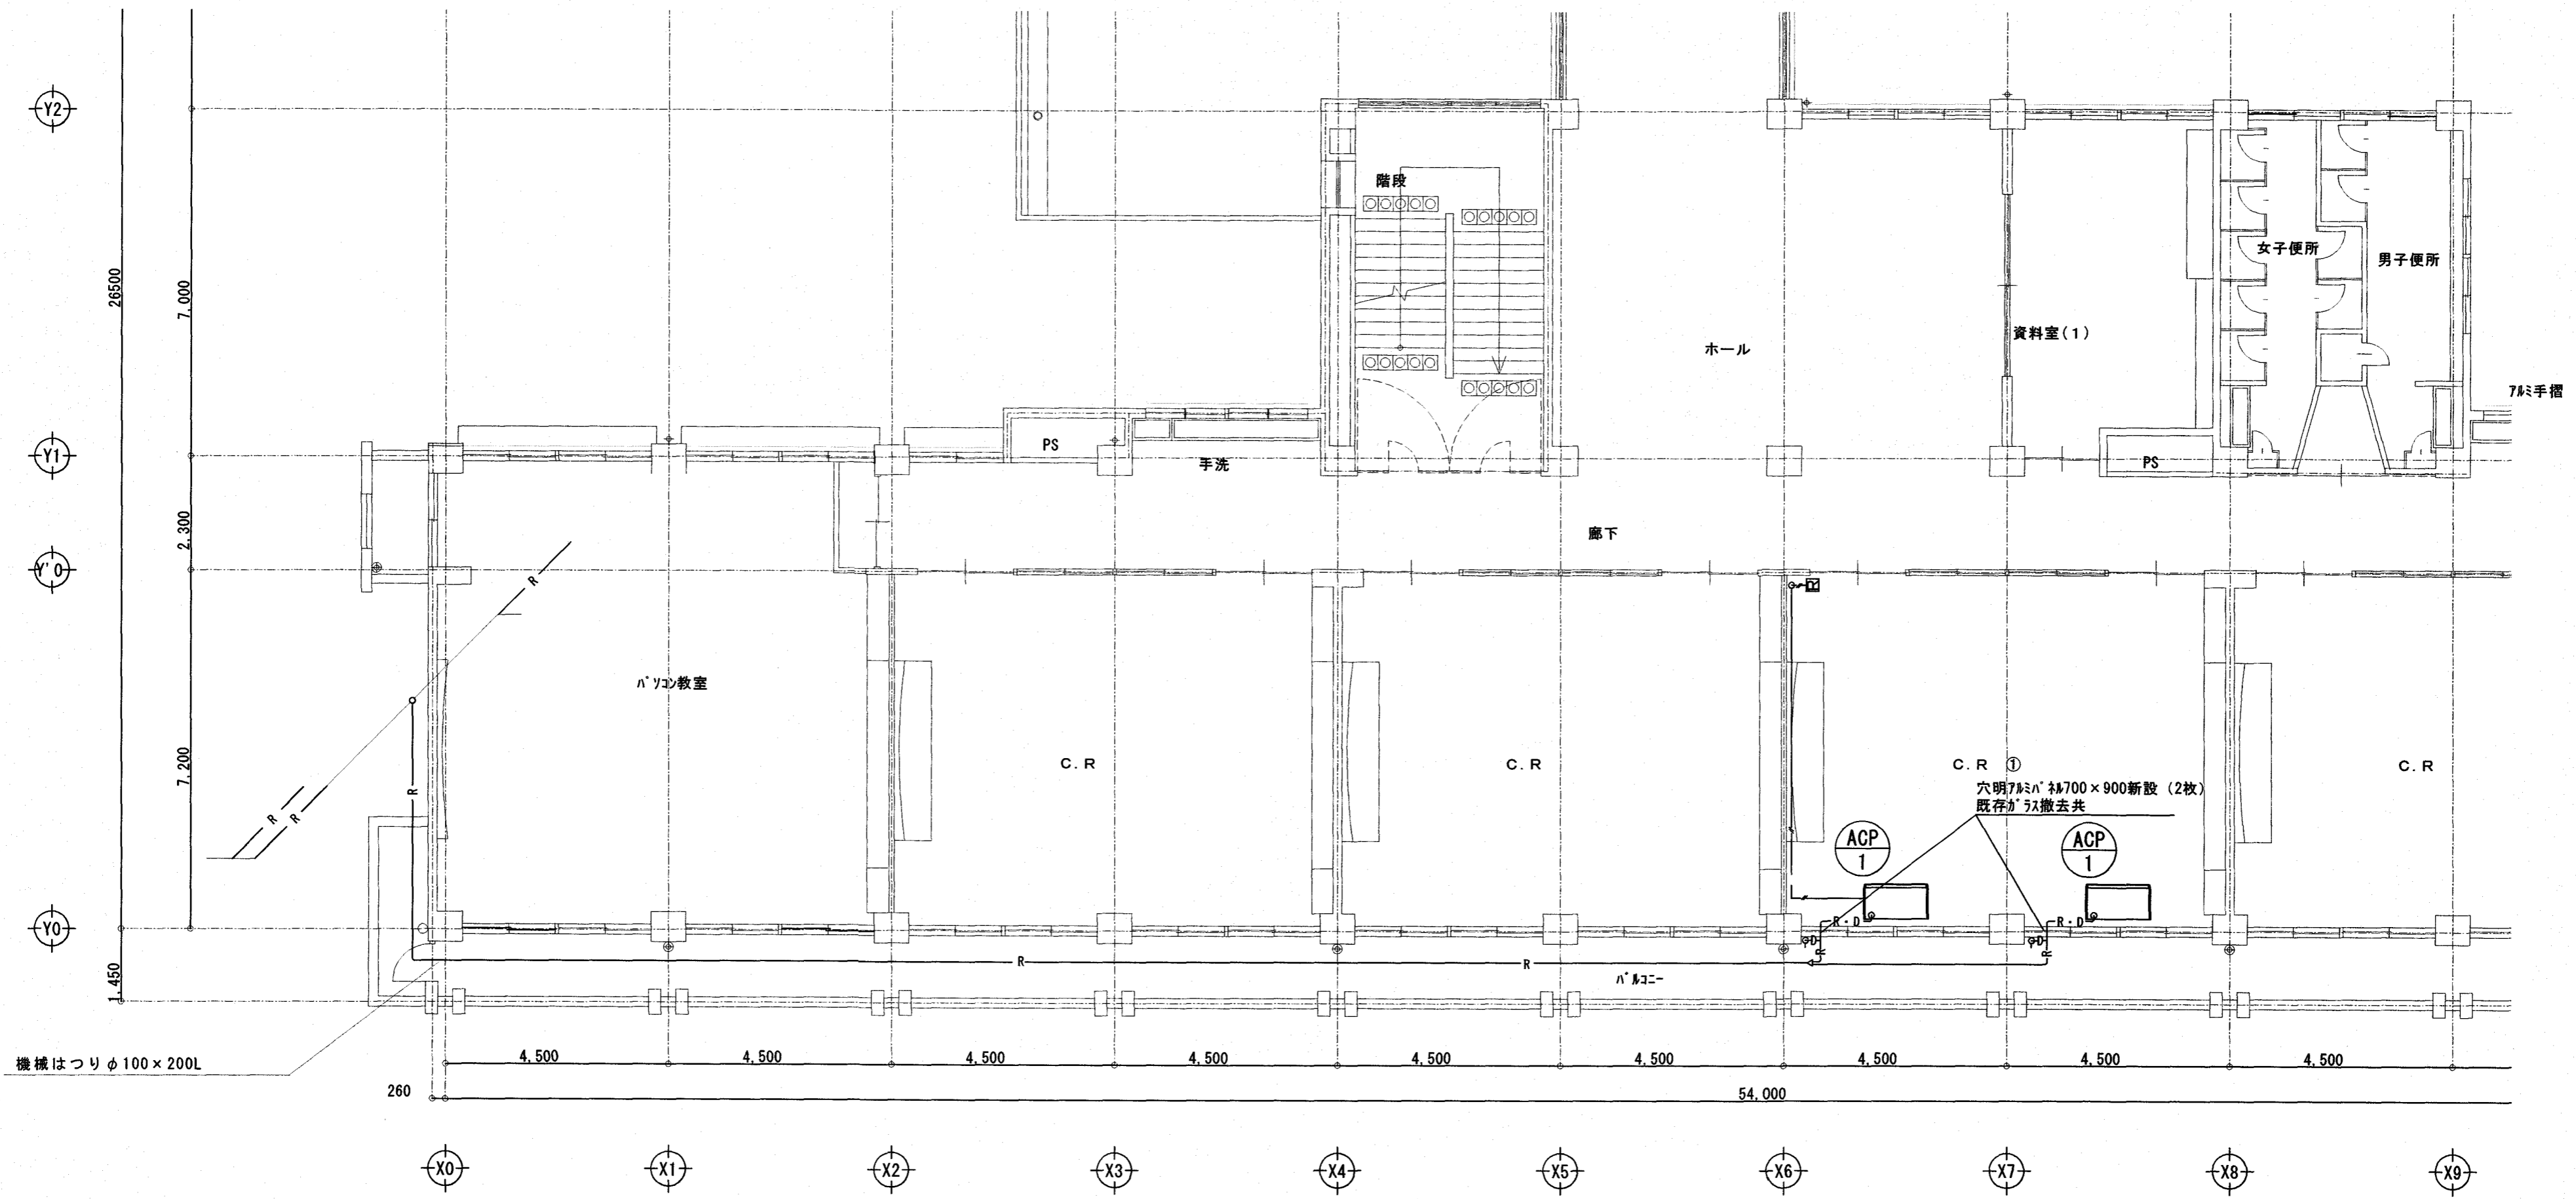 Y2
階段
女子便所
男子便所
26500
7,000
資料室(1)
ホール
アルミ手摺
Y1
PS
手洗
PS
2,300
廊下
Y'0
R
R
パソコン教室
C.R
C.R
C.R ①
C.R
7,200
R
穴明アルミパネル700×900新設 (2枚)
既存ガラス撤去共
R
R
ACP
1
ACP
1
Y0
R・D
R・D
D
D
R
R
R
R
バルコニー
1,450
機械はつりφ100×200L
4,500
4,500
4,500
4,500
4,500
4,500
4,500
4,500
4,500
260
54,000
X0
X1
X2
X3
X4
X5
X6
X7
X8
X9